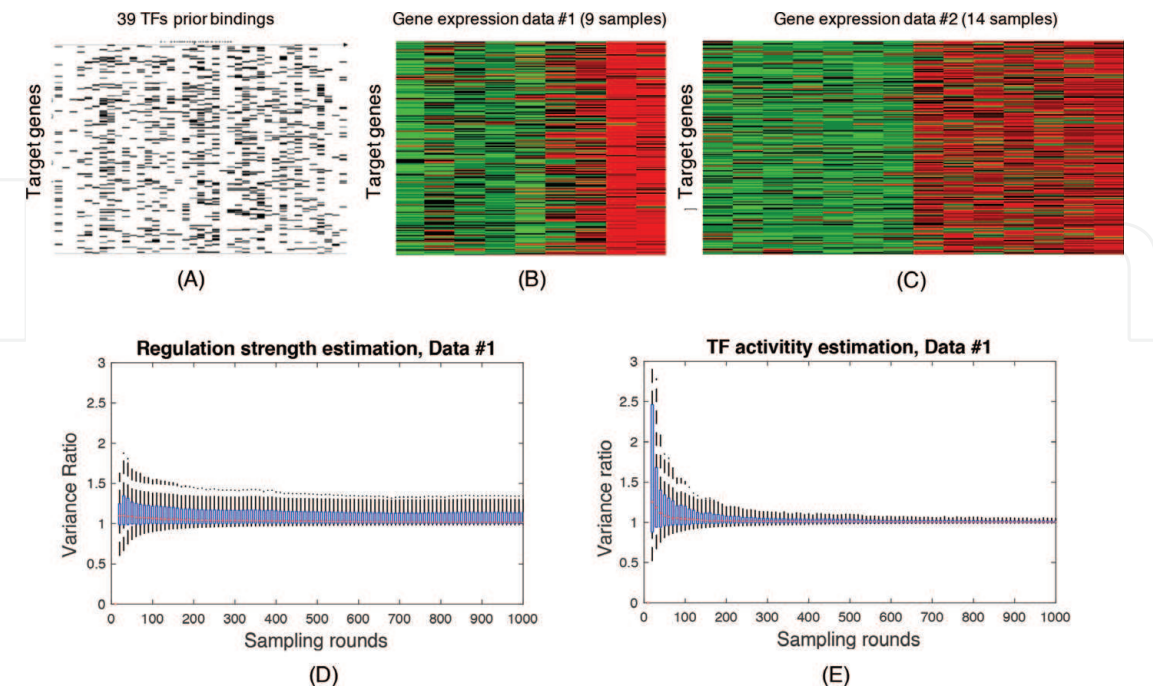 39 TFs prior bindings
Gene expression data #1 (9 samples)
Gene expression data #2 (14 samples)
Target genes
Target genes
Target genes
(A)
(B)
(C)
Regulation strength estimation, Data #1
Variance Ratio
3
2.5
2
1.5
1
0.5
0
0 100 200 300 400 500 600 700 800 900 1000
Sampling rounds
(D)
TF activitity estimation, Data #1
Variance ratio
3
2.5
2
1.5
1
0.5
0
0 100 200 300 400 500 600 700 800 900 1000
Sampling rounds
(E)